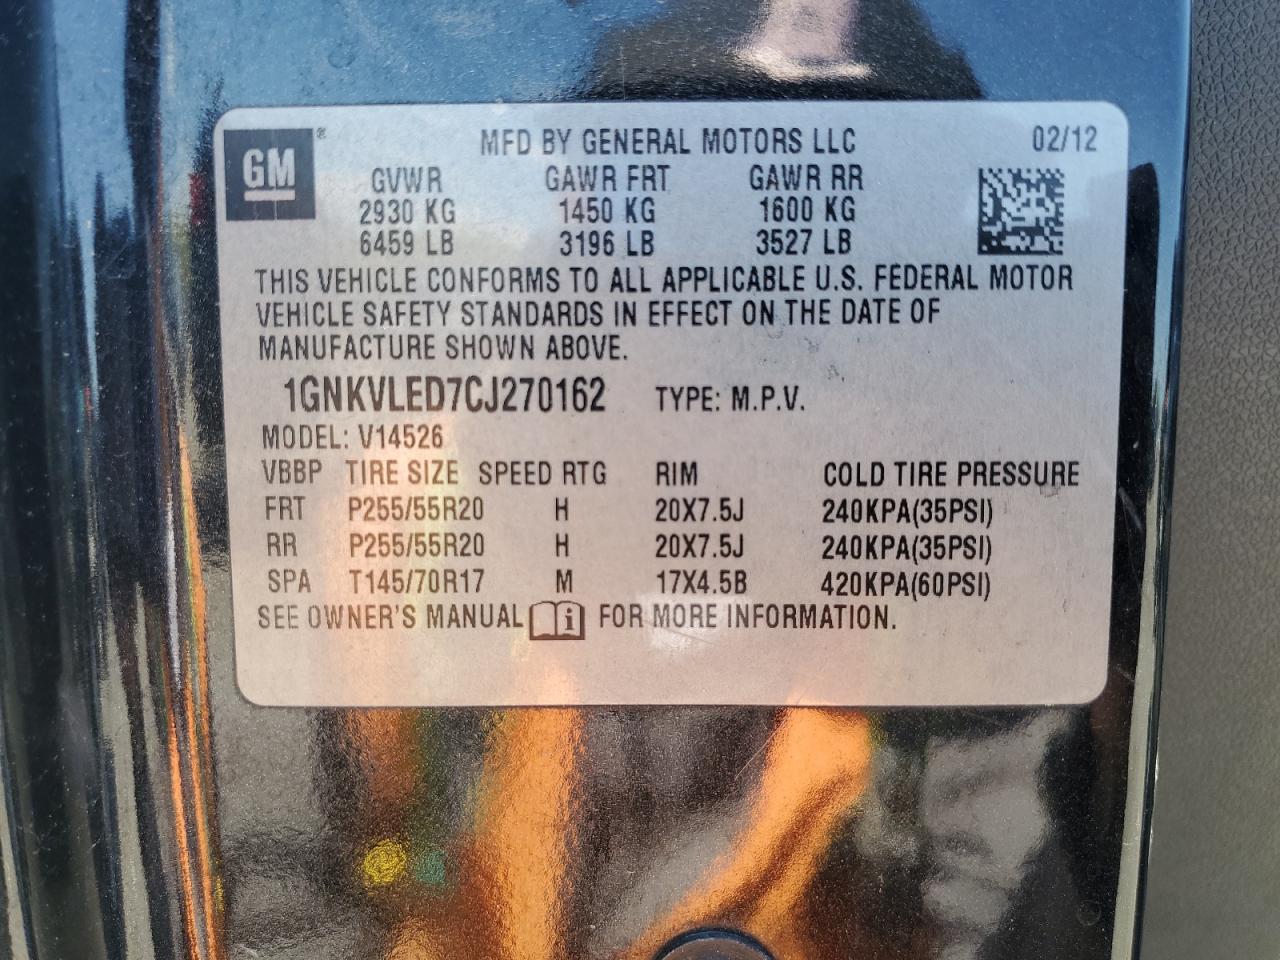 GM ® MFD BY GENERAL MOTORS LLC 02/12
GVWR GAWR FRT GAWR RR
2930 KG 1450 KG 1600 KG
6459 LB 3196 LB 3527 LB
THIS VEHICLE CONFORMS TO ALL APPLICABLE U.S. FEDERAL MOTOR
VEHICLE SAFETY STANDARDS IN EFFECT ON THE DATE OF
MANUFACTURE SHOWN ABOVE.
1GNKVLED7CJ270162 TYPE: M.P.V.
MODEL: V14526
VBBP TIRE SIZE SPEED RTG RIM COLD TIRE PRESSURE
FRT P255/55R20 H 20X7.5J 240KPA(35PSI)
RR P255/55R20 H 20X7.5J 240KPA(35PSI)
SPA T145/70R17 M 17X4.5B 420KPA(60PSI)
SEE OWNER'S MANUAL i FOR MORE INFORMATION.